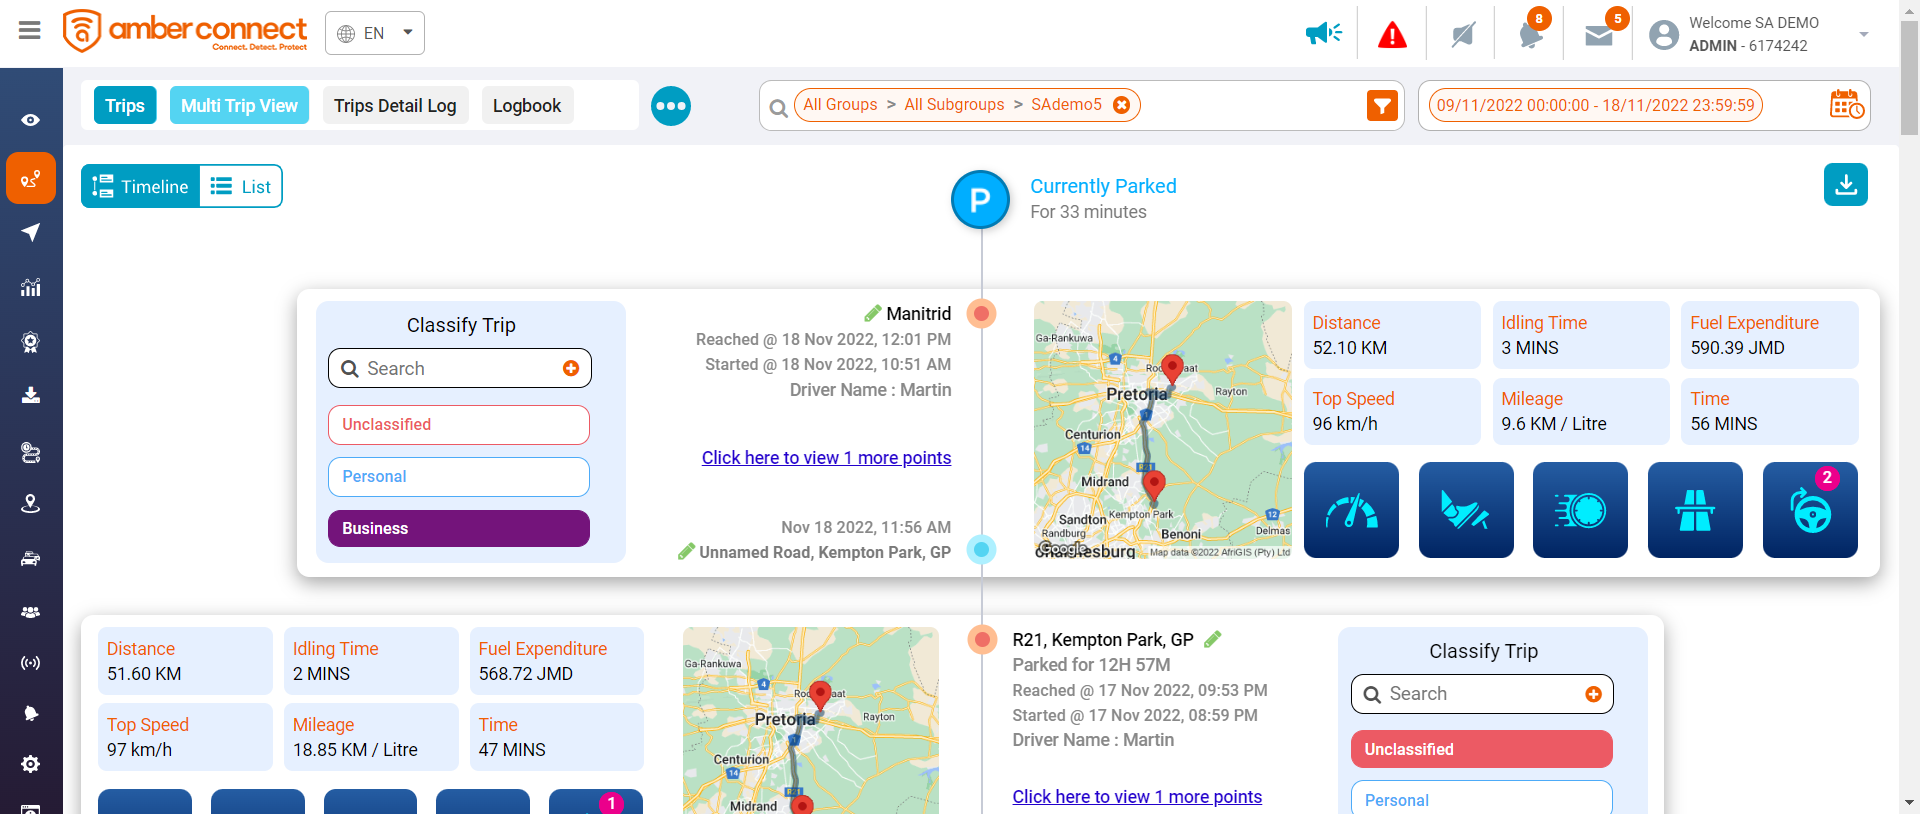 amber connect
Connect. Detect. Protect
EN
8
5
Welcome SA DEMO
ADMIN - 6174242
Trips
Multi Trip View
Trips Detail Log
Logbook
All Groups > All Subgroups > SAdemo5
09/11/2022 00:00:00 - 18/11/2022 23:59:59
Timeline
List
P
Currently Parked
For 33 minutes
Classify Trip
Search
Unclassified
Personal
Business
Manitrid
Reached @ 18 Nov 2022, 12:01 PM
Started @ 18 Nov 2022, 10:51 AM
Driver Name : Martin
Click here to view 1 more points
Nov 18 2022, 11:56 AM
Unnamed Road, Kempton Park, GP
Ga-Rankuwa
4
Pretoria
Rayton
1
Centurion
14
R21
Midrand
Kempton Park
Sandton
12
Randburg
Benoni
Delmas
Google
Map data ©2022 AfriGIS (Pty) Ltd
Distance
52.10 KM
Idling Time
3 MINS
Fuel Expenditure
590.39 JMD
Top Speed
96 km/h
Mileage
9.6 KM / Litre
Time
56 MINS
2
Distance
51.60 KM
Idling Time
2 MINS
Fuel Expenditure
568.72 JMD
Top Speed
97 km/h
Mileage
18.85 KM / Litre
Time
47 MINS
1
Ga-Rankuwa
4
Pretoria
Rayton
1
Centurion
14
R21
Midrand
R21, Kempton Park, GP
Parked for 12H 57M
Reached @ 17 Nov 2022, 09:53 PM
Started @ 17 Nov 2022, 08:59 PM
Driver Name : Martin
Click here to view 1 more points
Classify Trip
Search
Unclassified
Personal